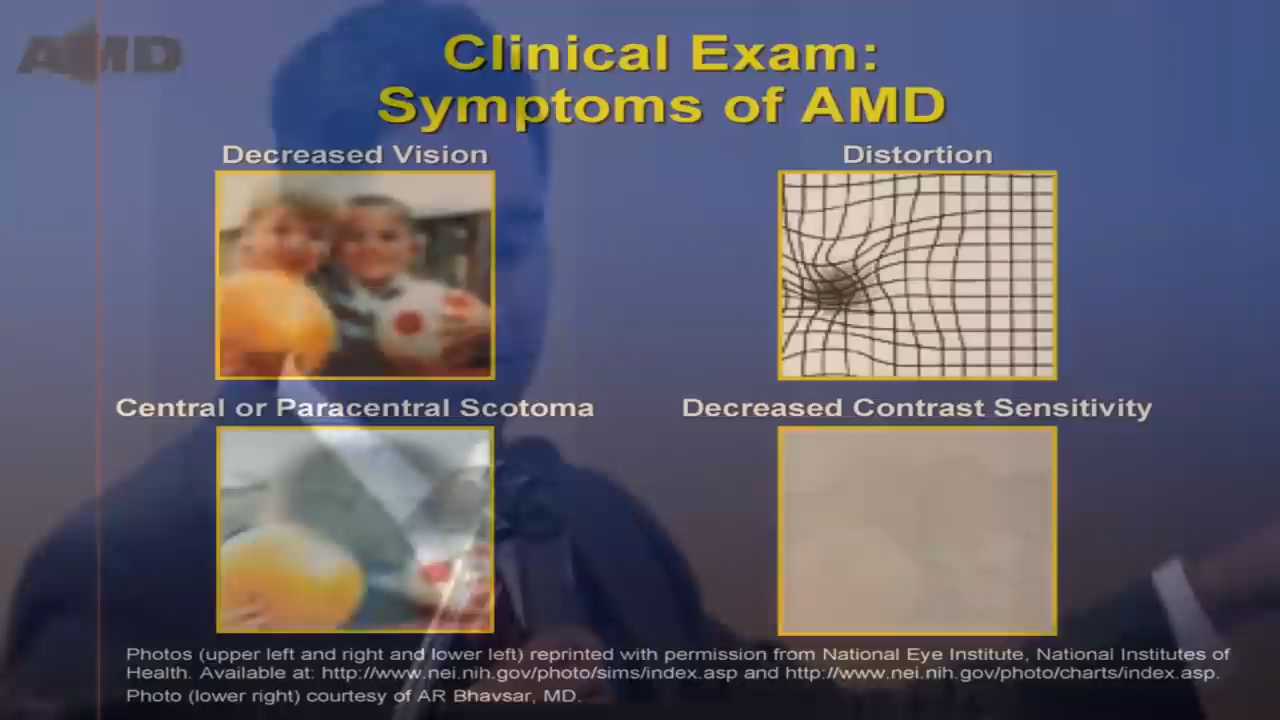 AMD
Clinical Exam:
Symptoms of AMD
Decreased Vision
Distortion
Central or Paracentral Scotoma
Decreased Contrast Sensitivity
Photos (upper left and right and lower left) reprinted with permission from National Eye Institute, National Institutes of
Health. Available at: http://www.nei.nih.gov/photo/sims/index.asp and http://www.nei.nih.gov/photo/charts/index.asp.
Photo (lower right) courtesy of AR Bhavsar, MD.